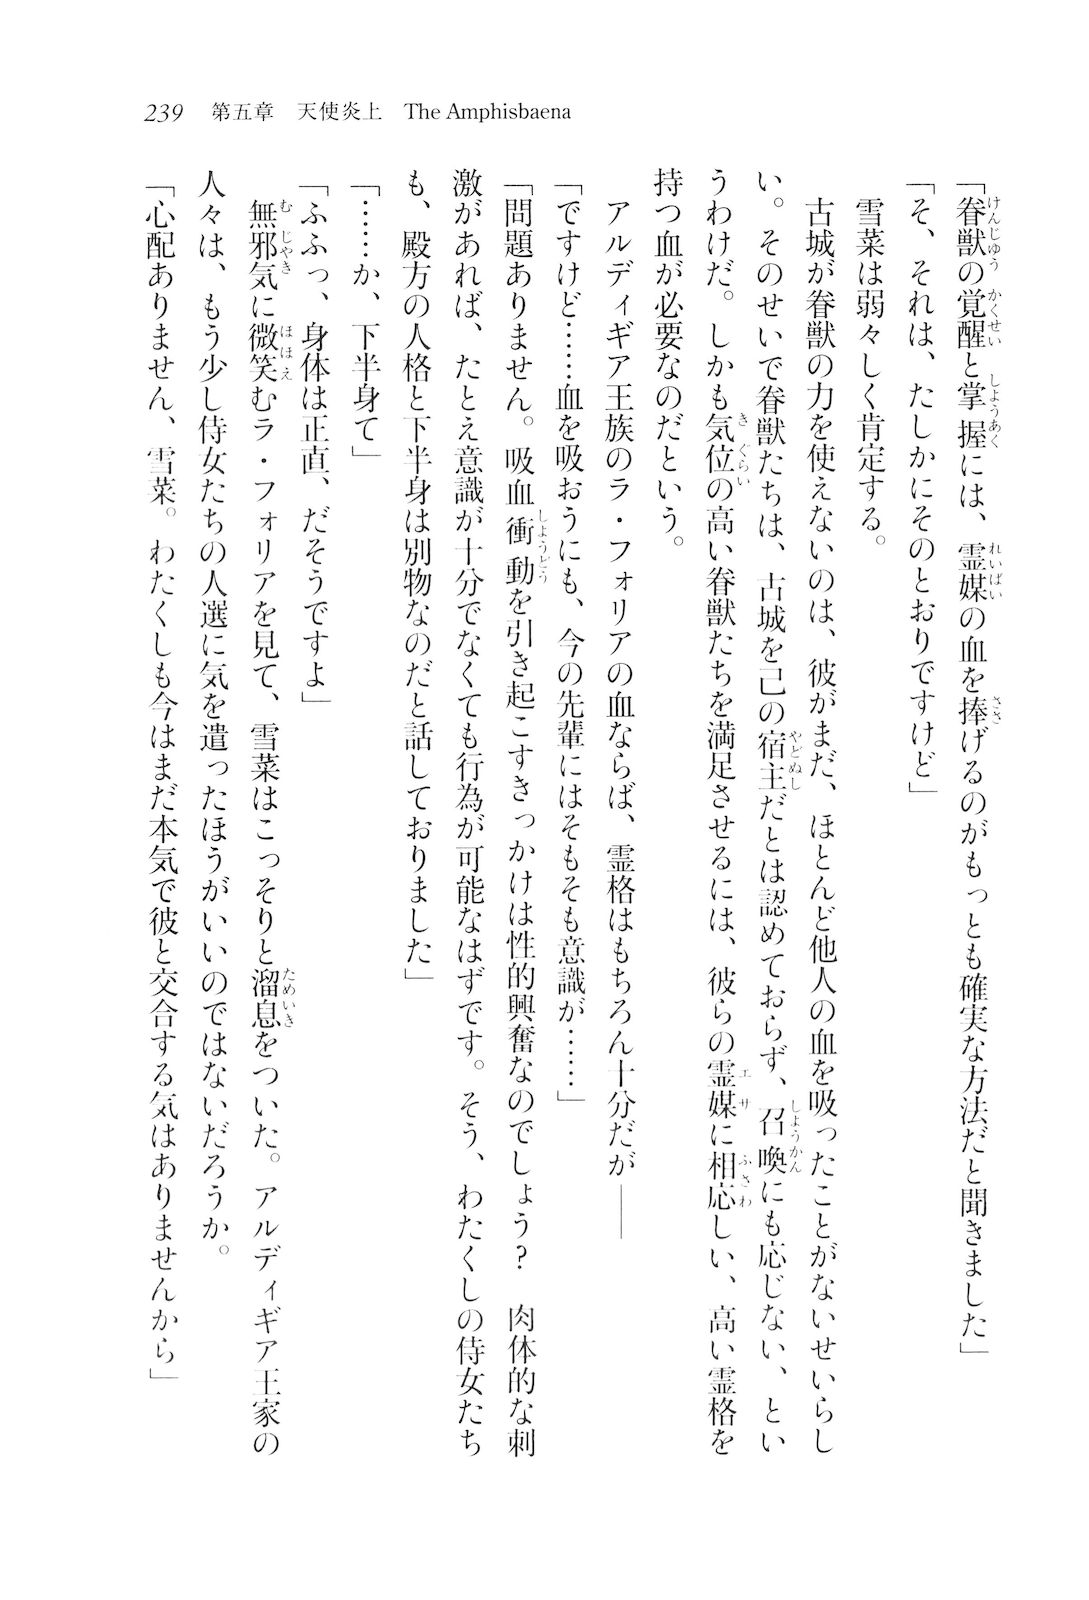 239　第五章　天使炎上　The Amphisbaena
「眷獣の覚醒と掌握には、霊媒の血を捧げるのがもっとも確実な方法だと聞きました」
「そ、それは、たしかにそのとおりですけど」
　雪菜は弱々しく肯定する。
　古城が眷獣の力を使えないのは、彼がまだ、ほとんど他人の血を吸ったことがないせいらし
い。そのせいで眷獣たちは、古城を己の宿主だとは認めておらず、召喚にも応じない、とい
うわけだ。しかも気位の高い眷獣たちを満足させるには、彼らの霊媒に相応しい、高い霊格を
持つ血が必要なのだという。
　アルディギア王族のラ・フォリアの血ならば、霊格はもちろん十分だが――
「ですけど……血を吸おうにも、今の先輩にはそもそも意識が……」
「問題ありません。吸血衝動を引き起こすきっかけは性的興奮なのでしょう？　肉体的な刺
激があれば、たとえ意識が十分でなくても行為が可能なはずです。そう、わたくしの侍女たち
も、殿方の人格と下半身は別物なのだと話しておりました」
「……か、下半身て」
「ふふっ、身体は正直、だそうですよ」
　無邪気に微笑むラ・フォリアを見て、雪菜はこっそりと溜息をついた。アルディギア王家の
人々は、もう少し侍女たちの人選に気を遣ったほうがいいのではないだろうか。
「心配ありません、雪菜。わたくしも今はまだ本気で彼と交合する気はありませんから」